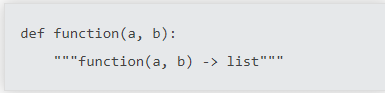 def function(a, b):
    """function(a, b) -> list"""